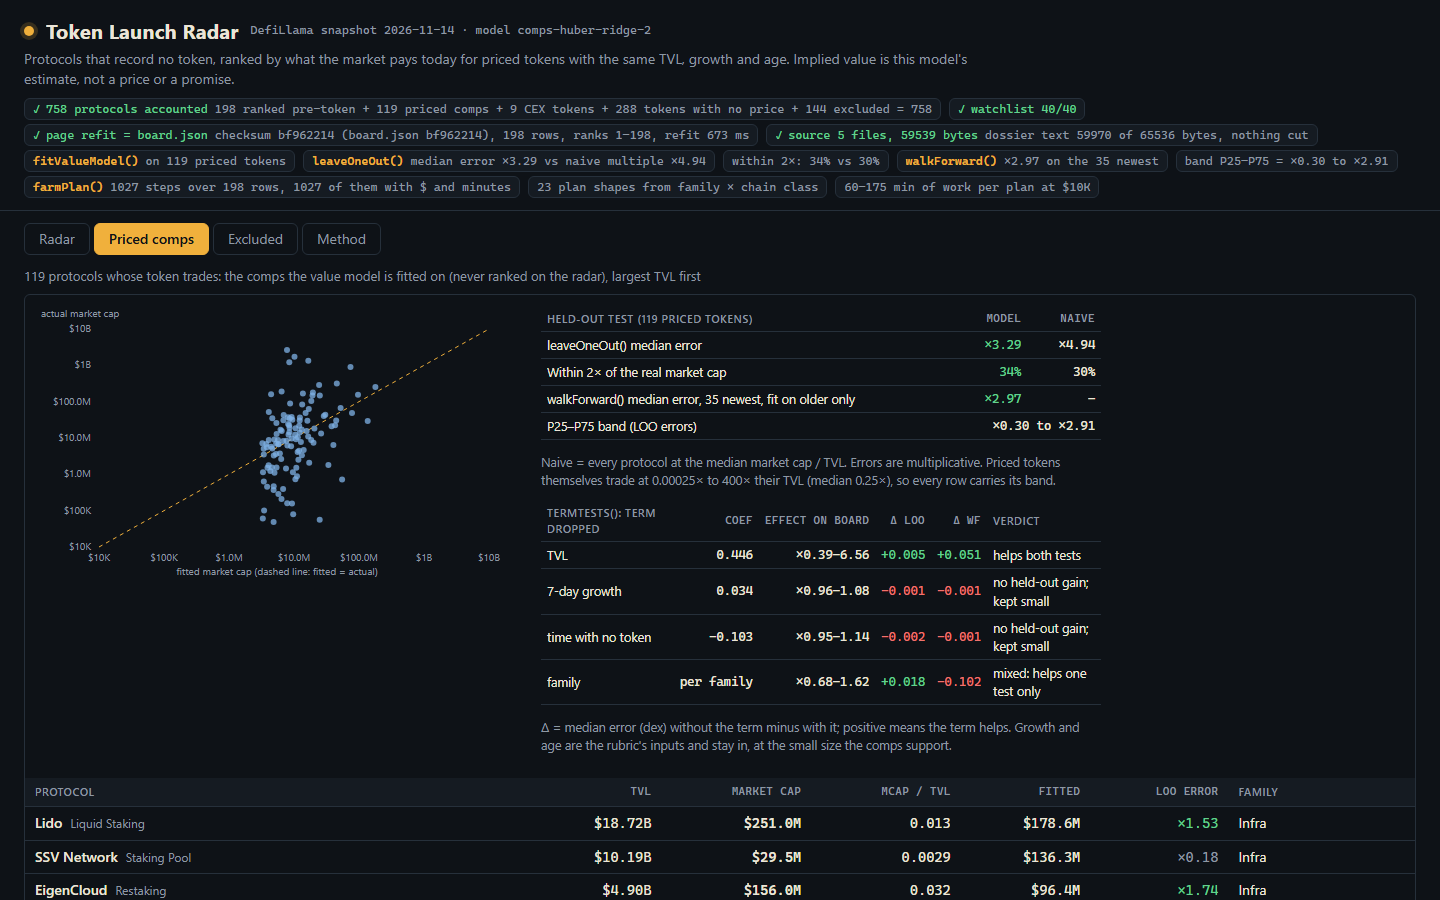 Token Launch Radar DefiLlama snapshot 2026-11-14 · model comps-huber-ridge-2
Protocols that record no token, ranked by what the market pays today for priced tokens with the same TVL, growth and age. Implied value is this model's
estimate, not a price or a promise.
✓ 758 protocols accounted 198 ranked pre-token + 119 priced comps + 9 CEX tokens + 288 tokens with no price + 144 excluded = 758
✓ watchlist 40/40
✓ page refit = board.json checksum bf962214 (board.json bf962214), 198 rows, ranks 1–198, refit 673 ms
✓ source 5 files, 59539 bytes dossier text 59970 of 65536 bytes, nothing cut
fitValueModel() on 119 priced tokens
leaveOneOut() median error ×3.29 vs naive multiple ×4.94
within 2×: 34% vs 30%
walkForward() ×2.97 on the 35 newest
band P25–P75 = ×0.30 to ×2.91
farmPlan() 1027 steps over 198 rows, 1027 of them with $ and minutes
23 plan shapes from family × chain class
60–175 min of work per plan at $10K
Radar
Priced comps
Excluded
Method
119 protocols whose token trades: the comps the value model is fitted on (never ranked on the radar), largest TVL first
actual market cap
$10B
$1B
$100.0M
$10.0M
$1.0M
$100K
$10K
$10K $100K $1.0M $10.0M $100.0M $1B $10B
fitted market cap (dashed line: fitted = actual)
HELD-OUT TEST (119 PRICED TOKENS) MODEL NAIVE
leaveOneOut() median error ×3.29 ×4.94
Within 2× of the real market cap 34% 30%
walkForward() median error, 35 newest, fit on older only ×2.97 –
P25–P75 band (LOO errors) ×0.30 to ×2.91
Naive = every protocol at the median market cap / TVL. Errors are multiplicative. Priced tokens
themselves trade at 0.00025× to 400× their TVL (median 0.25×), so every row carries its band.
TERMTESTS(): TERM
DROPPED COEF EFFECT ON BOARD Δ LOO Δ WF VERDICT
TVL 0.446 ×0.39–6.56 +0.005 +0.051 helps both tests
7-day growth 0.034 ×0.96–1.08 −0.001 −0.001 no held-out gain;
kept small
time with no token −0.103 ×0.95–1.14 −0.002 −0.001 no held-out gain;
kept small
family per family ×0.68–1.62 +0.018 −0.102 mixed: helps one
test only
Δ = median error (dex) without the term minus with it; positive means the term helps. Growth and
age are the rubric's inputs and stay in, at the small size the comps support.
PROTOCOL TVL MARKET CAP MCAP / TVL FITTED LOO ERROR FAMILY
Lido Liquid Staking $18.72B $251.0M 0.013 $178.6M ×1.53 Infra
SSV Network Staking Pool $10.19B $29.5M 0.0029 $136.3M ×0.18 Infra
EigenCloud Restaking $4.90B $156.0M 0.032 $96.4M ×1.74 Infra